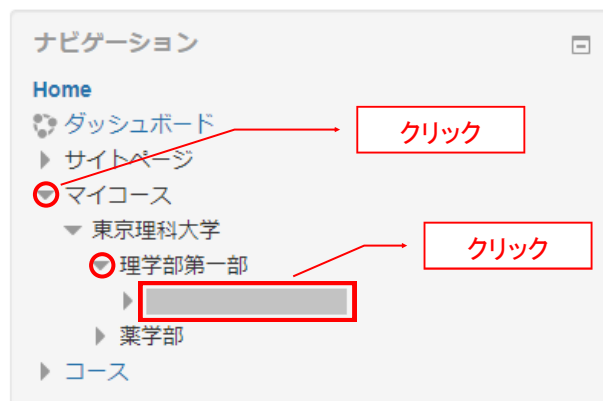 ナビゲーション
Home
ダッシュボード
クリック
サイトページ
マイコース
東京理科大学
クリック
理学部第一部
薬学部
コース